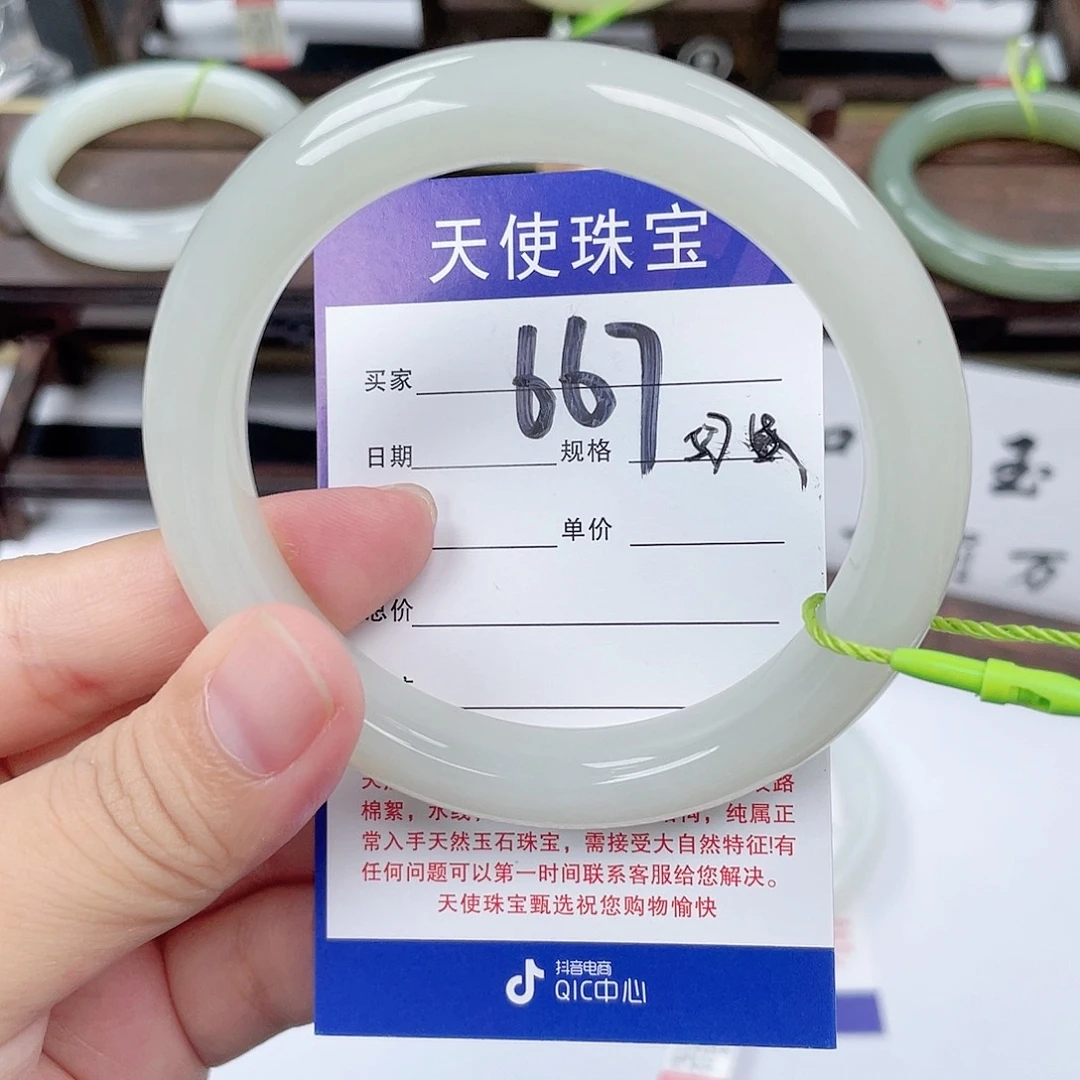 天使珠宝
667
买家
日期 规格
单价
总价
棉絮，水线
纯属正
常入手天然玉石珠宝，需接受大自然特征!有
任何问题可以第一时间联系客服给您解决。
天使珠宝甄选祝您购物愉快
抖音电商
QIC中心
玉
万